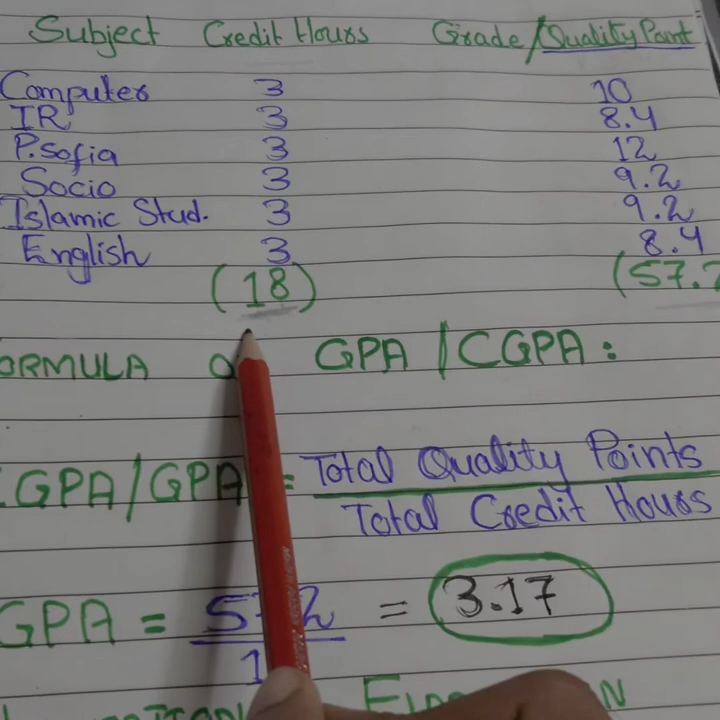 Subject Credit Hours Grade/Quality Point
Computer 3 10
IR 3 8.4
P.sofia 3 12
Socio 3 9.2
Islamic Stud. 3 9.2
English 3 8.4
(18) (57.2
ORMULA GPA/CGPA:
GPA/GPA = Total Quality Points
Total Credit Hours
GPA = = 3.17